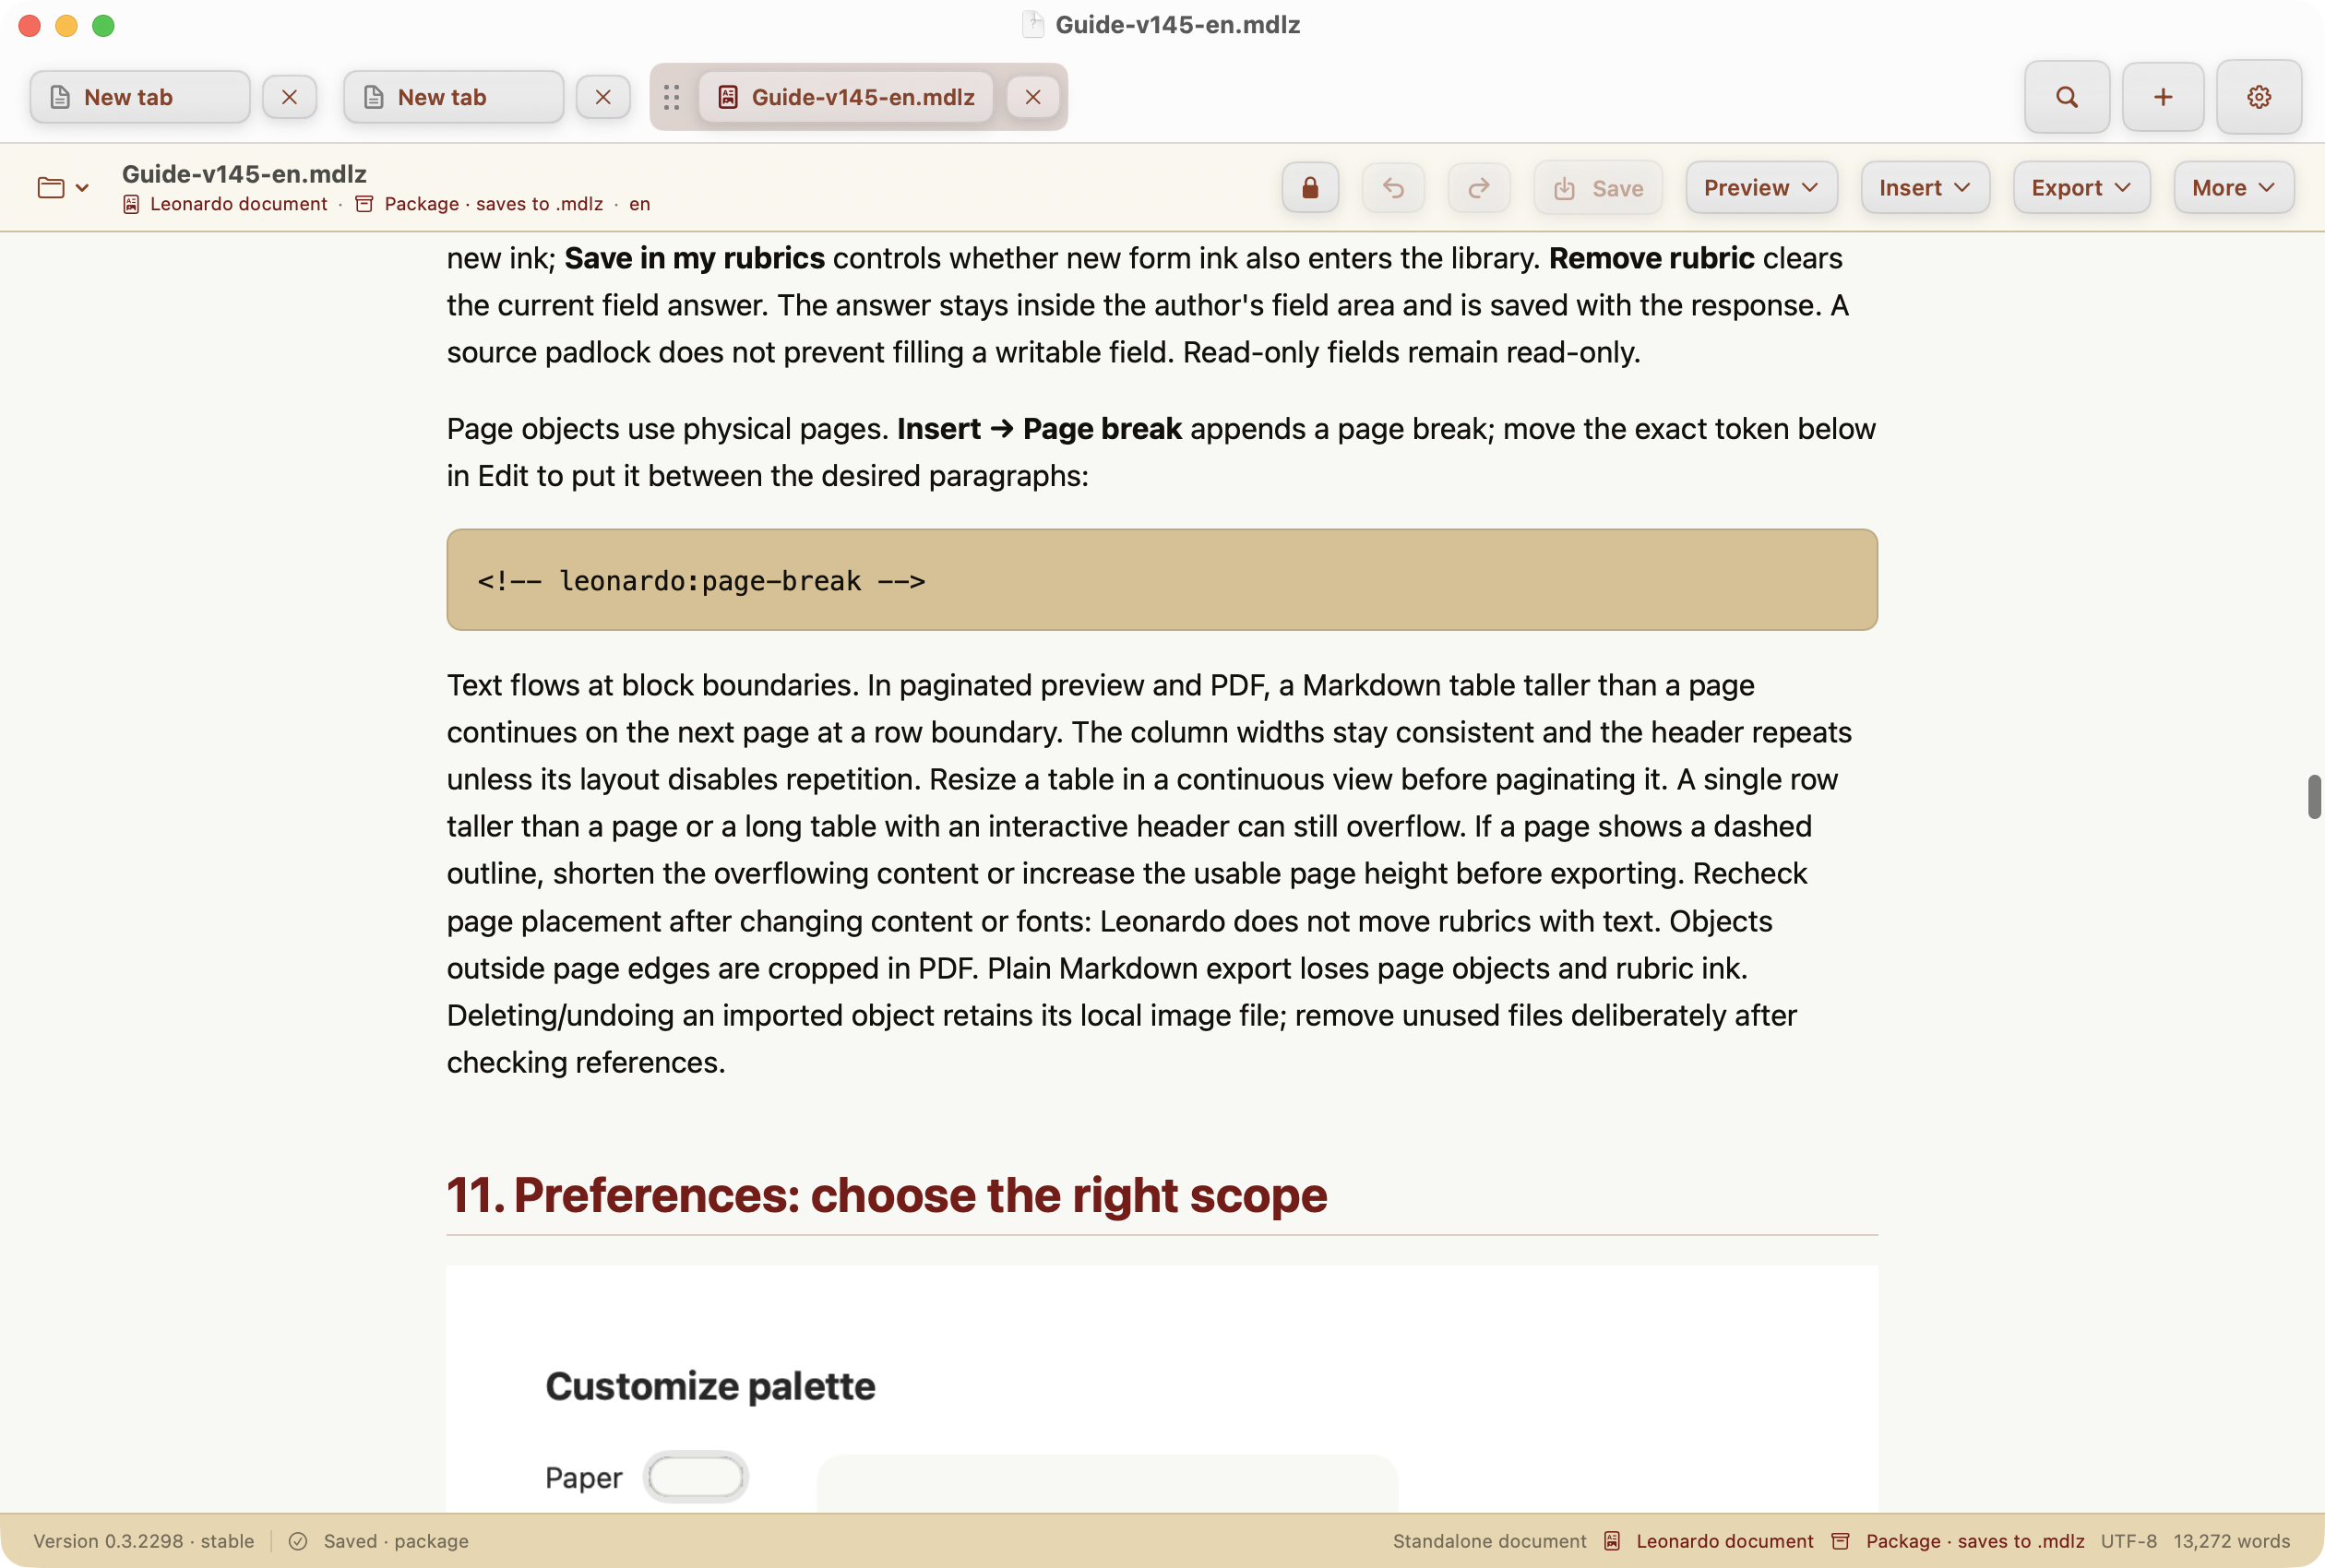 Guide-v145-en.mdlz
New tab
New tab
Guide-v145-en.mdlz
Guide-v145-en.mdlz
Leonardo document · Package · saves to .mdlz · en
Save
Preview
Insert
Export
More
new ink; Save in my rubrics controls whether new form ink also enters the library. Remove rubric clears
the current field answer. The answer stays inside the author's field area and is saved with the response. A
source padlock does not prevent filling a writable field. Read-only fields remain read-only.
Page objects use physical pages. Insert → Page break appends a page break; move the exact token below
in Edit to put it between the desired paragraphs:
<!-- leonardo:page-break -->
Text flows at block boundaries. In paginated preview and PDF, a Markdown table taller than a page
continues on the next page at a row boundary. The column widths stay consistent and the header repeats
unless its layout disables repetition. Resize a table in a continuous view before paginating it. A single row
taller than a page or a long table with an interactive header can still overflow. If a page shows a dashed
outline, shorten the overflowing content or increase the usable page height before exporting. Recheck
page placement after changing content or fonts: Leonardo does not move rubrics with text. Objects
outside page edges are cropped in PDF. Plain Markdown export loses page objects and rubric ink.
Deleting/undoing an imported object retains its local image file; remove unused files deliberately after
checking references.
11. Preferences: choose the right scope
Customize palette
Paper
Version 0.3.2298 · stable
Saved · package
Standalone document
Leonardo document
Package · saves to .mdlz
UTF-8
13,272 words